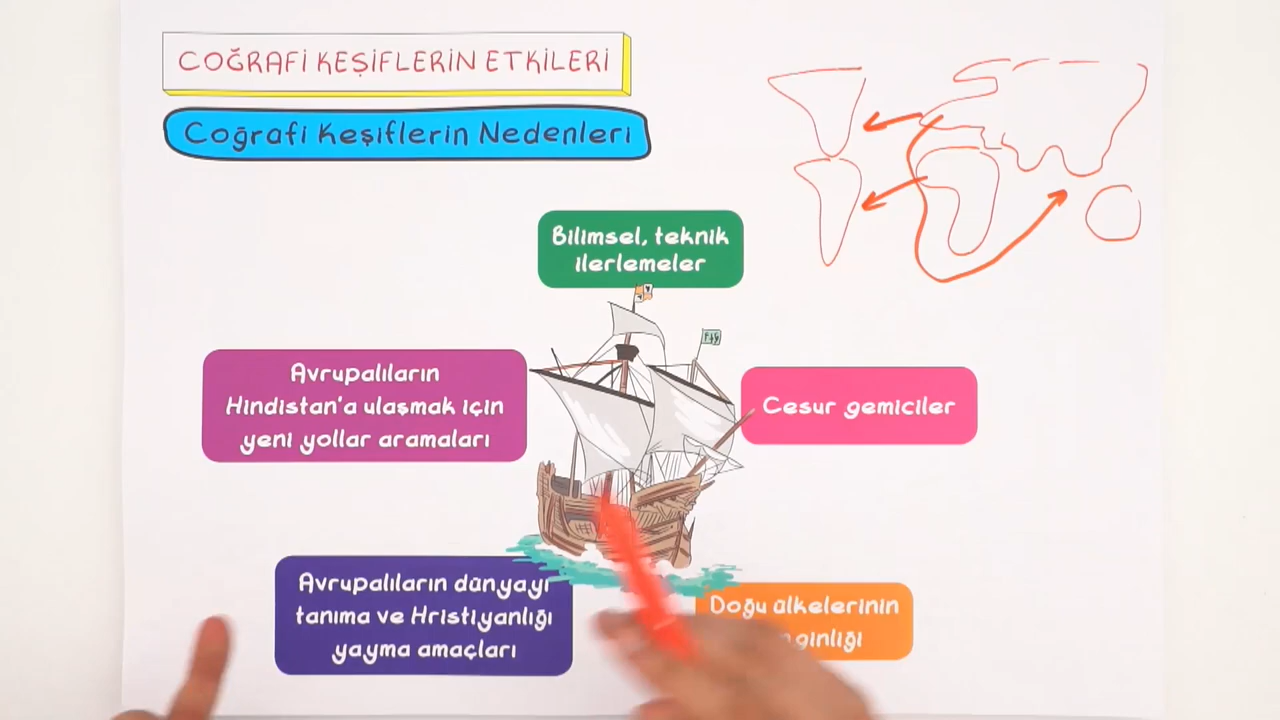 COĞRAFİ KEŞİFLERİN ETKİLERİ
Coğrafi Keşiflerin Nedenleri
Bilimsel, teknik
ilerlemeler
Avrupalıların
Hindistan'a ulaşmak için
yeni yollar aramaları
Cesur gemiciler
Avrupalıların dünyayı
tanıma ve Hristiyanlığı
yayma amaçları
Doğu ülkelerinin